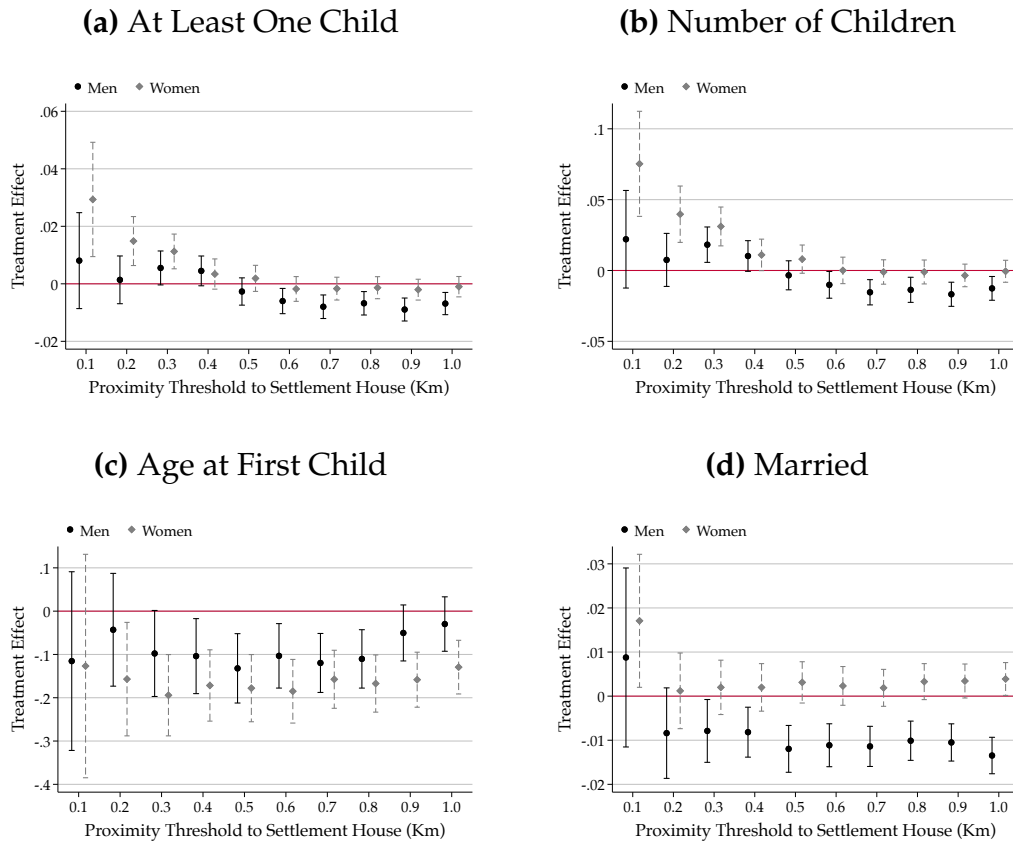 (a) At Least One Child
Men Women
Treatment Effect
.06
.04
.02
0
-.02
0.1 0.2 0.3 0.4 0.5 0.6 0.7 0.8 0.9 1.0
Proximity Threshold to Settlement House (Km)
(b) Number of Children
Men Women
Treatment Effect
.1
.05
0
-.05
0.1 0.2 0.3 0.4 0.5 0.6 0.7 0.8 0.9 1.0
Proximity Threshold to Settlement House (Km)
(c) Age at First Child
Men Women
Treatment Effect
.1
0
-.1
-.2
-.3
-.4
0.1 0.2 0.3 0.4 0.5 0.6 0.7 0.8 0.9 1.0
Proximity Threshold to Settlement House (Km)
(d) Married
Men Women
Treatment Effect
.03
.02
.01
0
-.01
-.02
0.1 0.2 0.3 0.4 0.5 0.6 0.7 0.8 0.9 1.0
Proximity Threshold to Settlement House (Km)